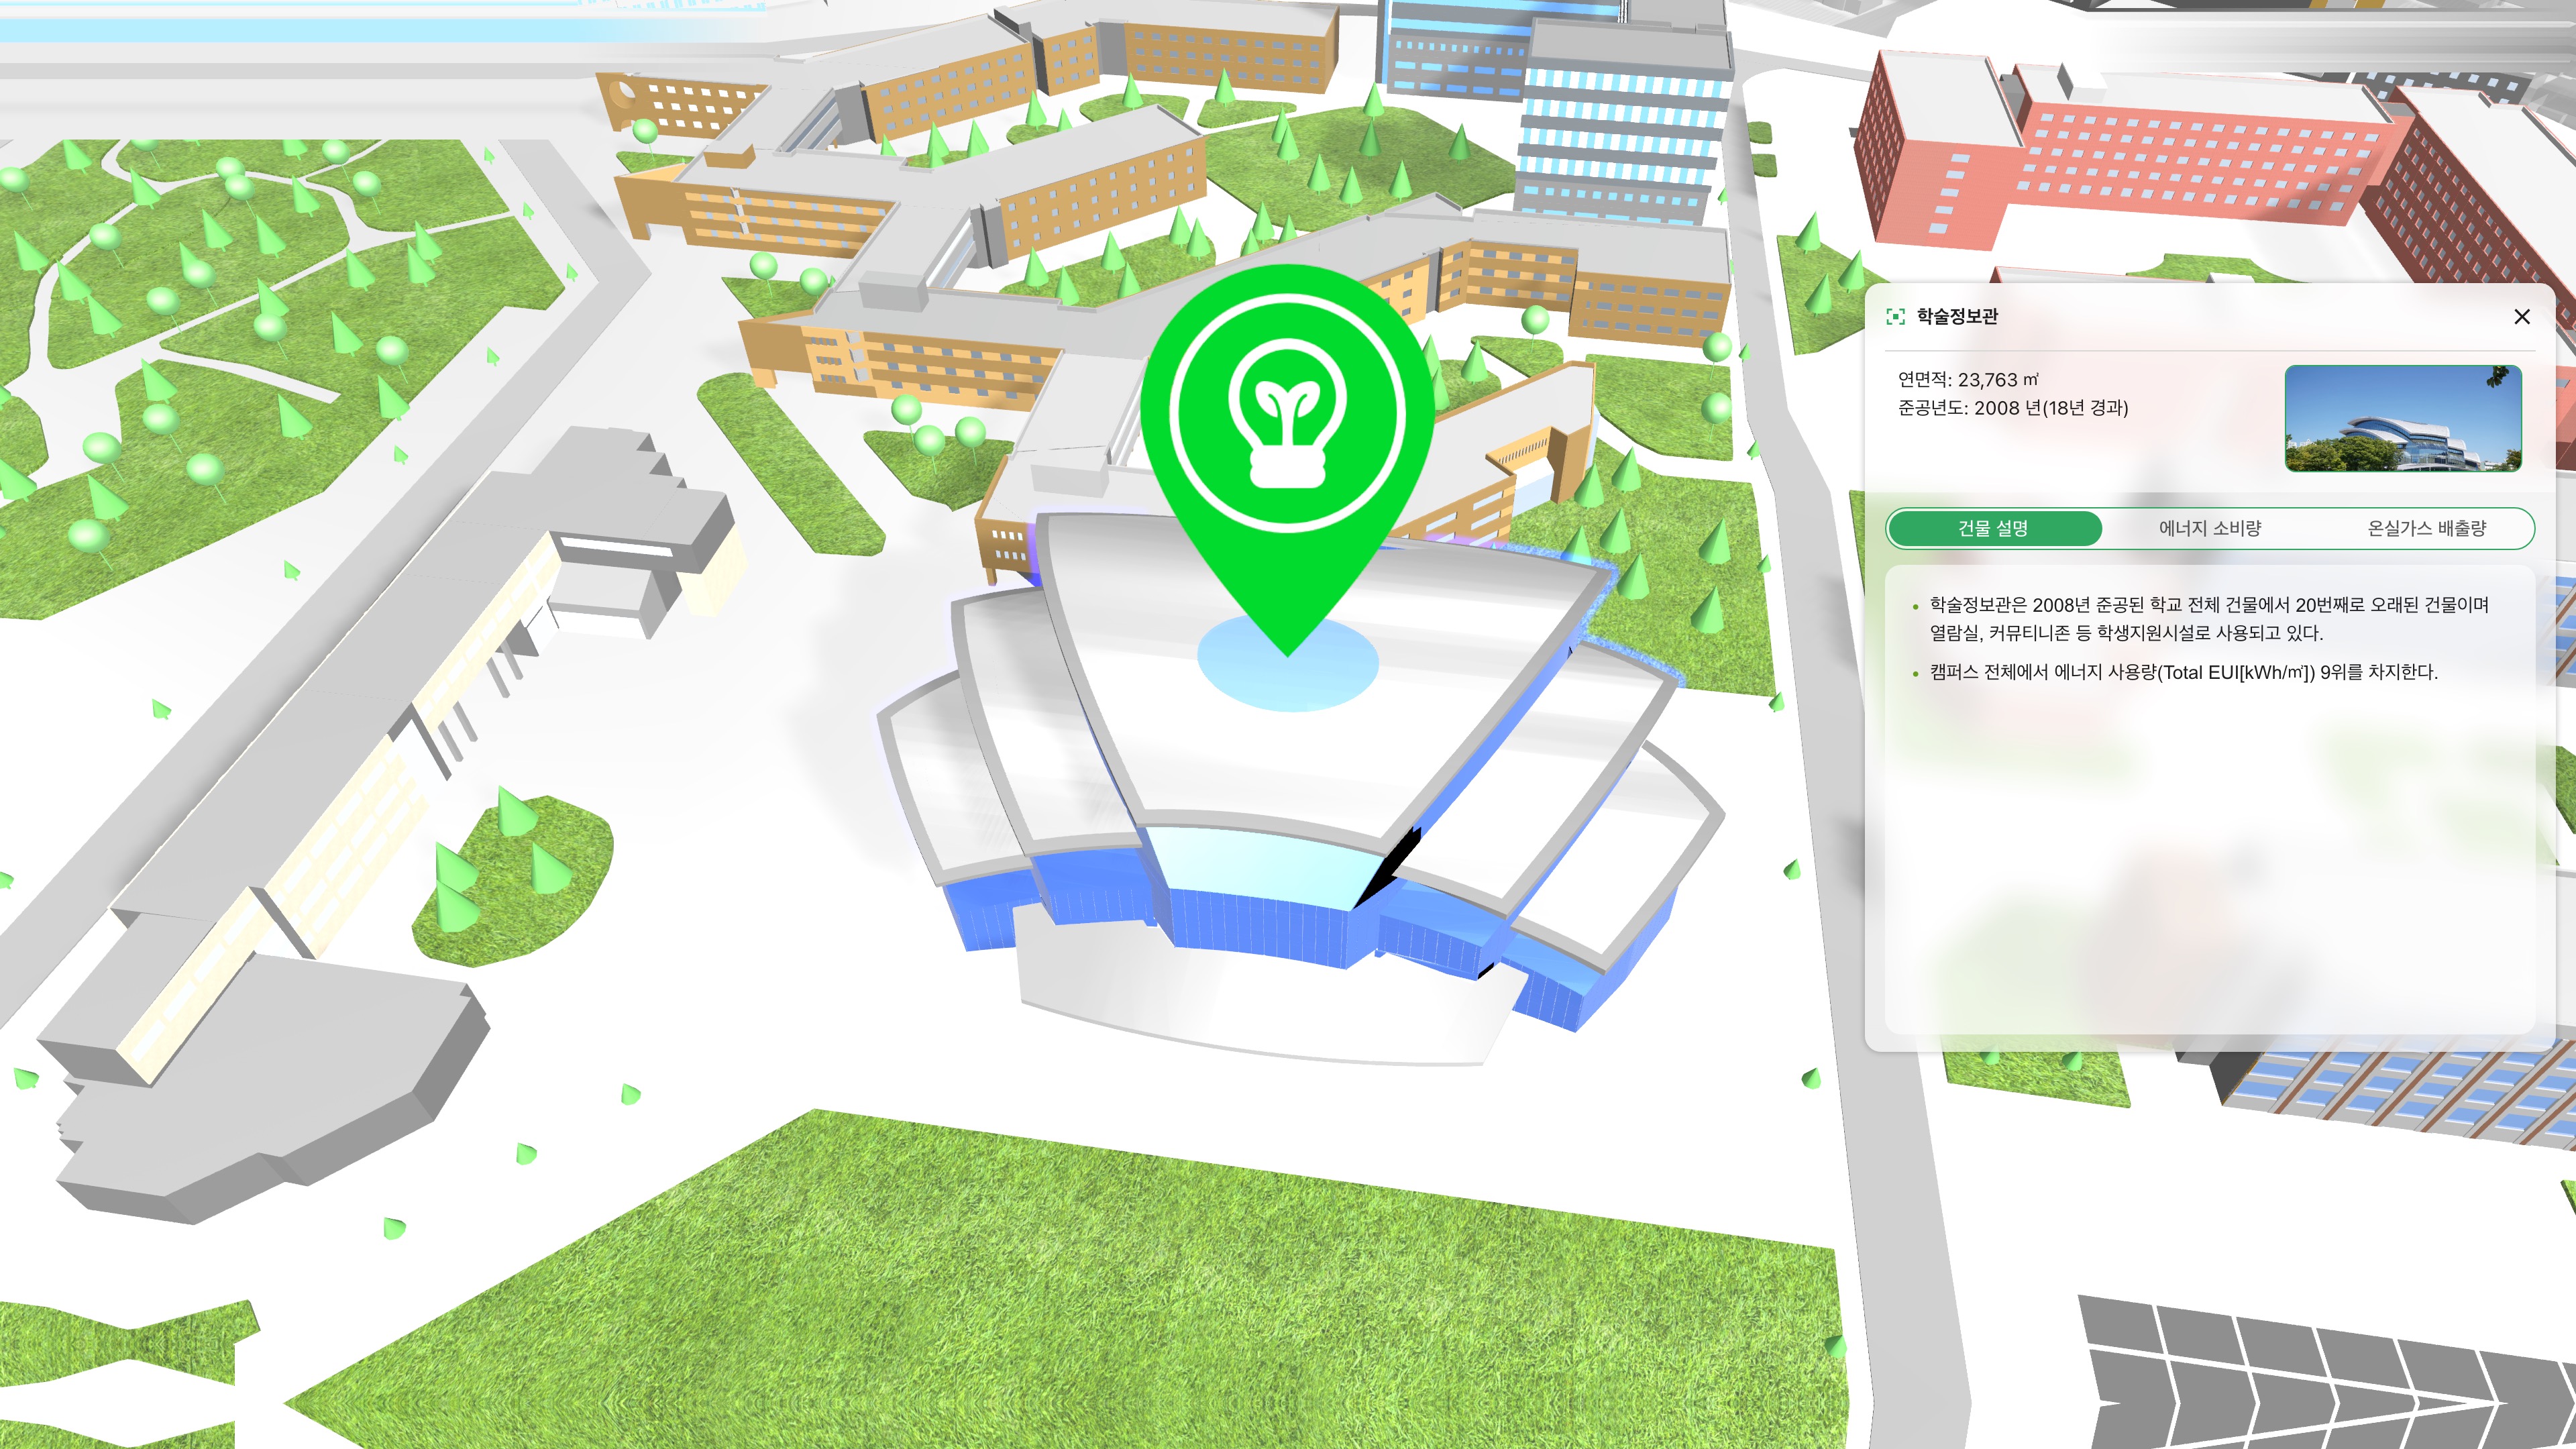 학술정보관
연면적: 23,763 ㎡
준공년도: 2008 년(18년 경과)
건물 설명
에너지 소비량
온실가스 배출량
학술정보관은 2008년 준공된 학교 전체 건물에서 20번째로 오래된 건물이며
열람실, 커뮤티니존 등 학생지원시설로 사용되고 있다.
캠퍼스 전체에서 에너지 사용량(Total EUI[kWh/㎡]) 9위를 차지한다.